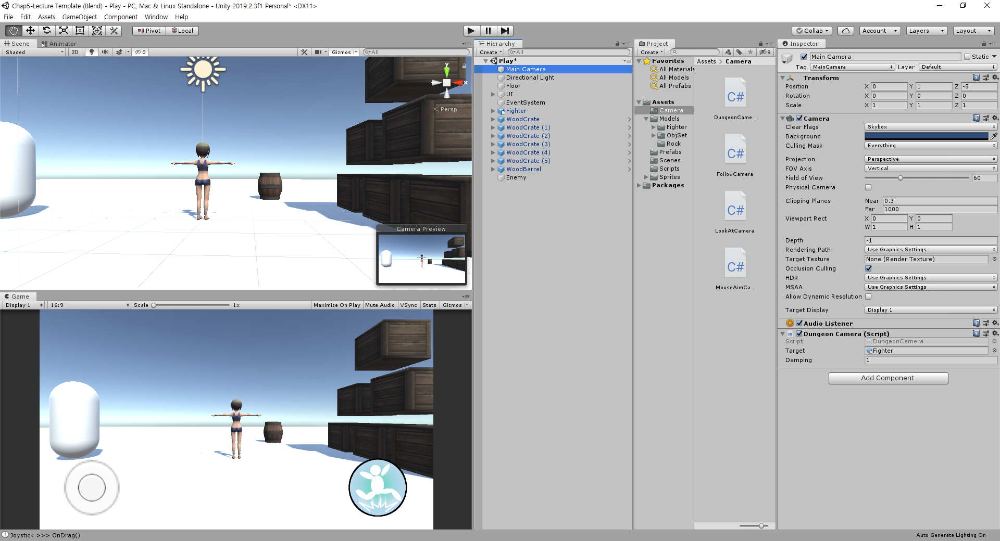 Chap5-Lecture Template (Blend) - Play - PC, Mac & Linux Standalone - Unity 2019.2.3f1 Personal* <DX11>
File Edit Assets GameObject Component Window Help
Pivot Local Collab Account Layers Layout
Scene Animator
Shaded 2D 0 Gizmos All
y
x
Persp
Camera Preview
Game
Display 1 16:9 Scale 1x Maximize On Play Mute Audio VSync Stats Gizmos
Hierarchy
Create All
Play*
Main Camera
Directional Light
Floor
UI
EventSystem
Fighter
WoodCrate
WoodCrate (1)
WoodCrate (2)
WoodCrate (3)
WoodCrate (4)
WoodCrate (5)
WoodBarrel
Enemy
Project
Create 9
Favorites
All Materials
All Models
All Prefabs
Assets
Camera
Models
Fighter
ObjSet
Rock
Prefabs
Scenes
Scripts
Sprites
Packages
Assets > Camera
C#
DungeonCame...
C#
FollowCamera
C#
LookAtCamera
C#
MouseAimCa...
Inspector
Main Camera Static
Tag MainCamera Layer Default
Transform
Position X 0 Y 1 Z -5
Rotation X 0 Y 0 Z 0
Scale X 1 Y 1 Z 1
Camera
Clear Flags Skybox
Background
Culling Mask Everything
Projection Perspective
FOV Axis Vertical
Field of View 60
Physical Camera
Clipping Planes Near 0.3
Far 1000
Viewport Rect X 0 Y 0
W 1 H 1
Depth -1
Rendering Path Use Graphics Settings
Target Texture None (Render Texture)
Occlusion Culling
HDR Use Graphics Settings
MSAA Use Graphics Settings
Allow Dynamic Resolution
Target Display Display 1
Audio Listener
Dungeon Camera (Script)
Script DungeonCamera
Target Fighter
Damping 1
Add Component
Joystick >>> OnDrag()
Auto Generate Lighting On